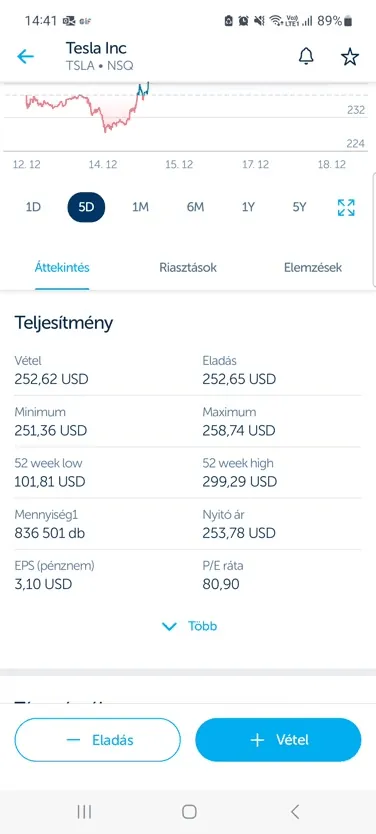 14:41 GIF VoD LTE1 89%
Tesla Inc
TSLA • NSQ
232
224
12. 12 14. 12 15. 12 17. 12 18. 12
1D 5D 1M 6M 1Y 5Y
Áttekintés Riasztások Elemzések
Teljesítmény
Vétel Eladás
252,62 USD 252,65 USD
Minimum Maximum
251,36 USD 258,74 USD
52 week low 52 week high
101,81 USD 299,29 USD
Mennyiség1 Nyitó ár
836 501 db 253,78 USD
EPS (pénznem) P/E ráta
3,10 USD 80,90
Több
— Eladás + Vétel